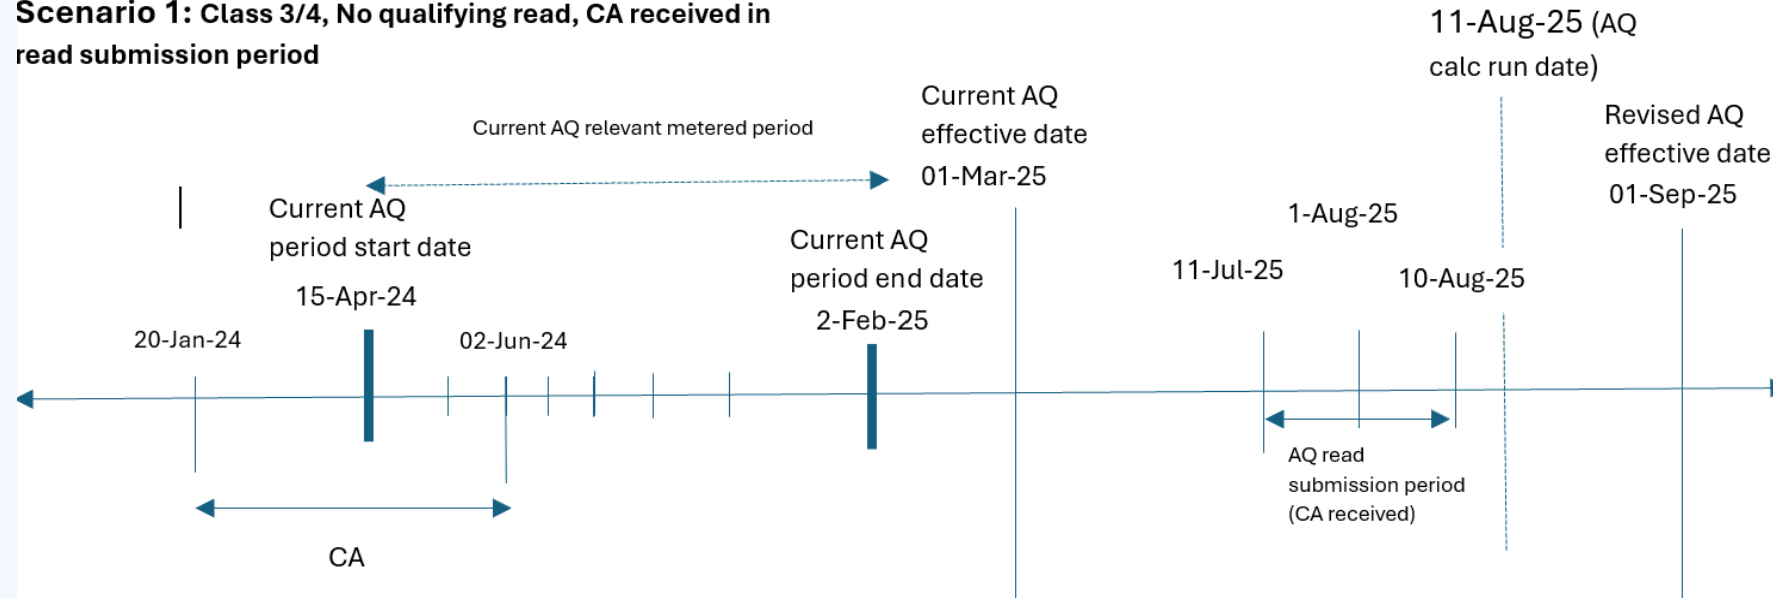 Scenario 1: Class 3/4, No qualifying read, CA received in
read submission period
11-Aug-25 (AQ
calc run date)
Current AQ
effective date
01-Mar-25
Revised AQ
effective date
01-Sep-25
Current AQ relevant metered period
Current AQ
period start date
15-Apr-24
Current AQ
period end date
2-Feb-25
1-Aug-25
11-Jul-25
10-Aug-25
20-Jan-24
02-Jun-24
AQ read
submission period
(CA received)
CA